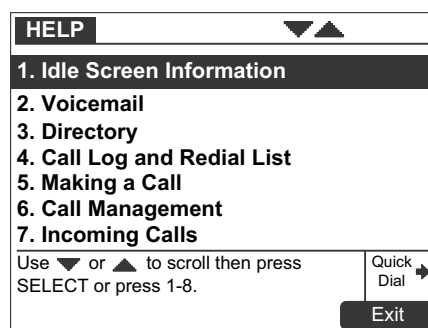 HELP
1. Idle Screen Information
2. Voicemail
3. Directory
4. Call Log and Redial List
5. Making a Call
6. Call Management
7. Incoming Calls
Use ▼ or ▲ to scroll then press
SELECT or press 1-8.
Quick
Dial
Exit